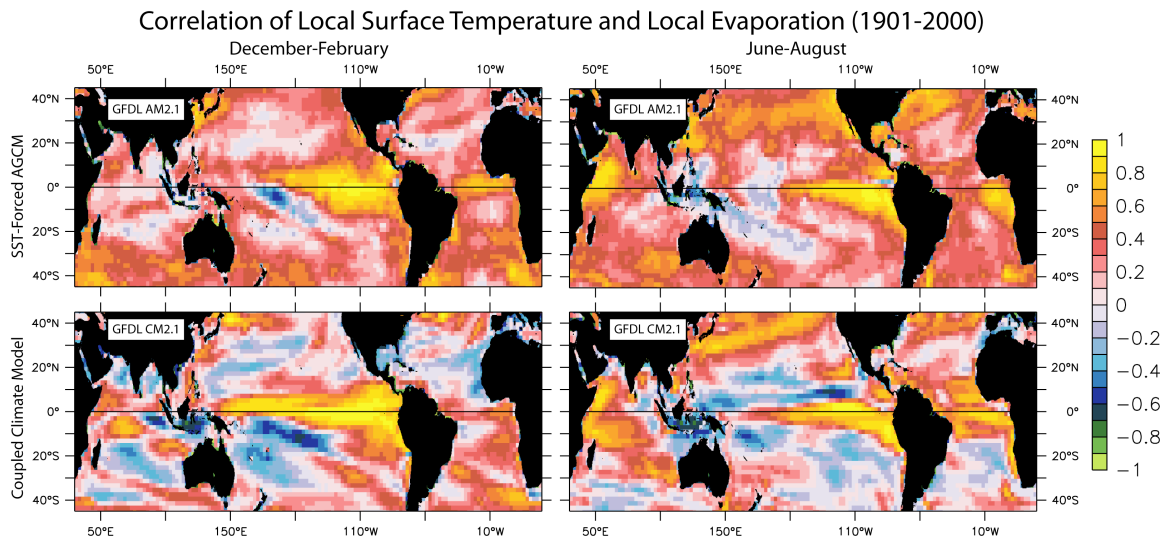 Correlation of Local Surface Temperature and Local Evaporation (1901-2000)
December-February
June-August
50°E 150°E 110°W 10°W
50°E 150°E 110°W 10°W
SST-Forced AGCM
GFDL AM2.1
GFDL AM2.1
40°N
20°N
0°
20°S
40°S
40°N
20°N
0°
20°S
40°S
Coupled Climate Model
GFDL CM2.1
GFDL CM2.1
40°N
20°N
0°
20°S
40°S
40°N
20°N
0°
20°S
40°S
50°E 150°E 110°W 10°W
50°E 150°E 110°W 10°W
1
0.8
0.6
0.4
0.2
0
−0.2
−0.4
−0.6
−0.8
−1